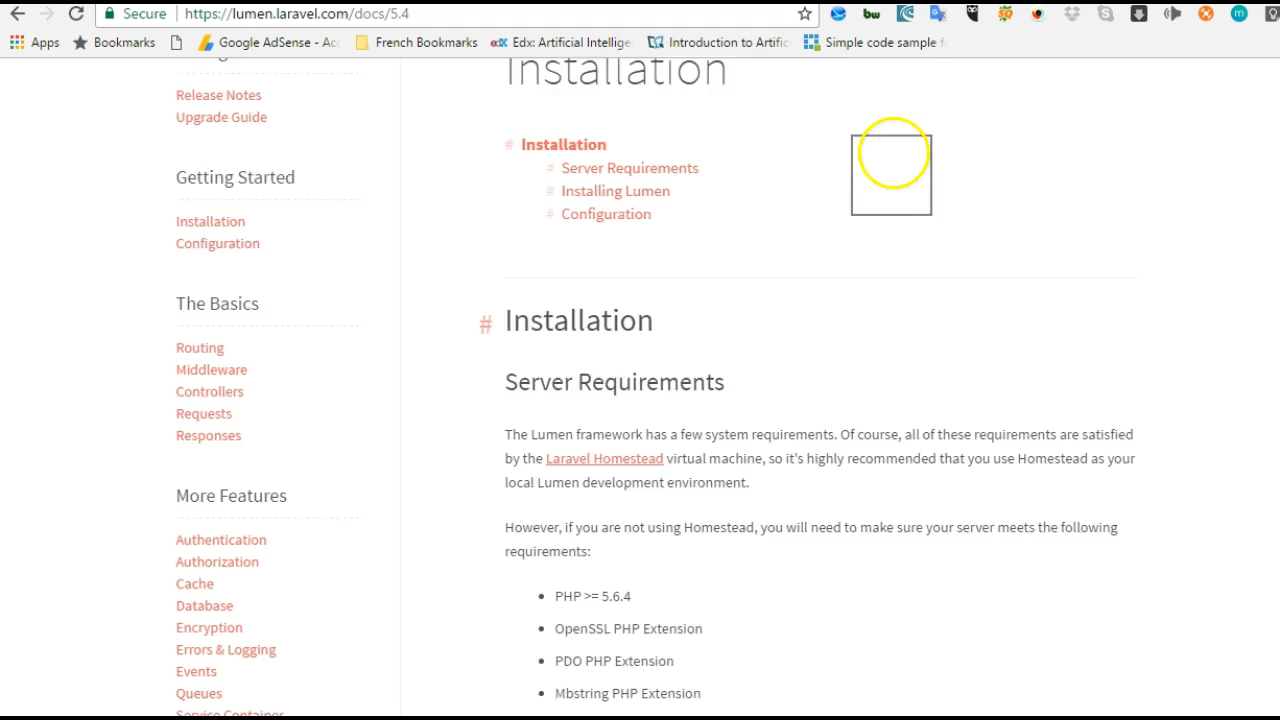 Secure
https://lumen.laravel.com/docs/5.4
Apps
Bookmarks
Google AdSense - Acc
French Bookmarks
Edx: Artificial Intellige
Introduction to Artific
Simple code sample f
Release Notes
Upgrade Guide
Getting Started
Installation
Configuration
The Basics
Routing
Middleware
Controllers
Requests
Responses
More Features
Authentication
Authorization
Cache
Database
Encryption
Errors & Logging
Events
Queues
Service Container
Installation
# Installation
# Server Requirements
# Installing Lumen
# Configuration
# Installation
Server Requirements
The Lumen framework has a few system requirements. Of course, all of these requirements are satisfied
by the Laravel Homestead virtual machine, so it's highly recommended that you use Homestead as your
local Lumen development environment.
However, if you are not using Homestead, you will need to make sure your server meets the following
requirements:
• PHP >= 5.6.4
• OpenSSL PHP Extension
• PDO PHP Extension
• Mbstring PHP Extension